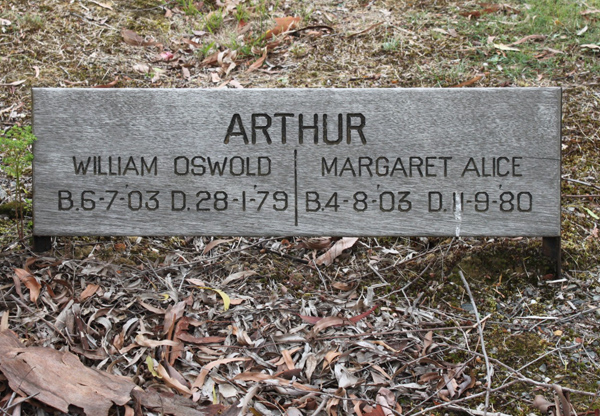 ARTHUR
WILLIAM OSWOLD
B.6-7-'03 D.28-1-'79
MARGARET ALICE
B.4-8-'03 D.11-9-'80